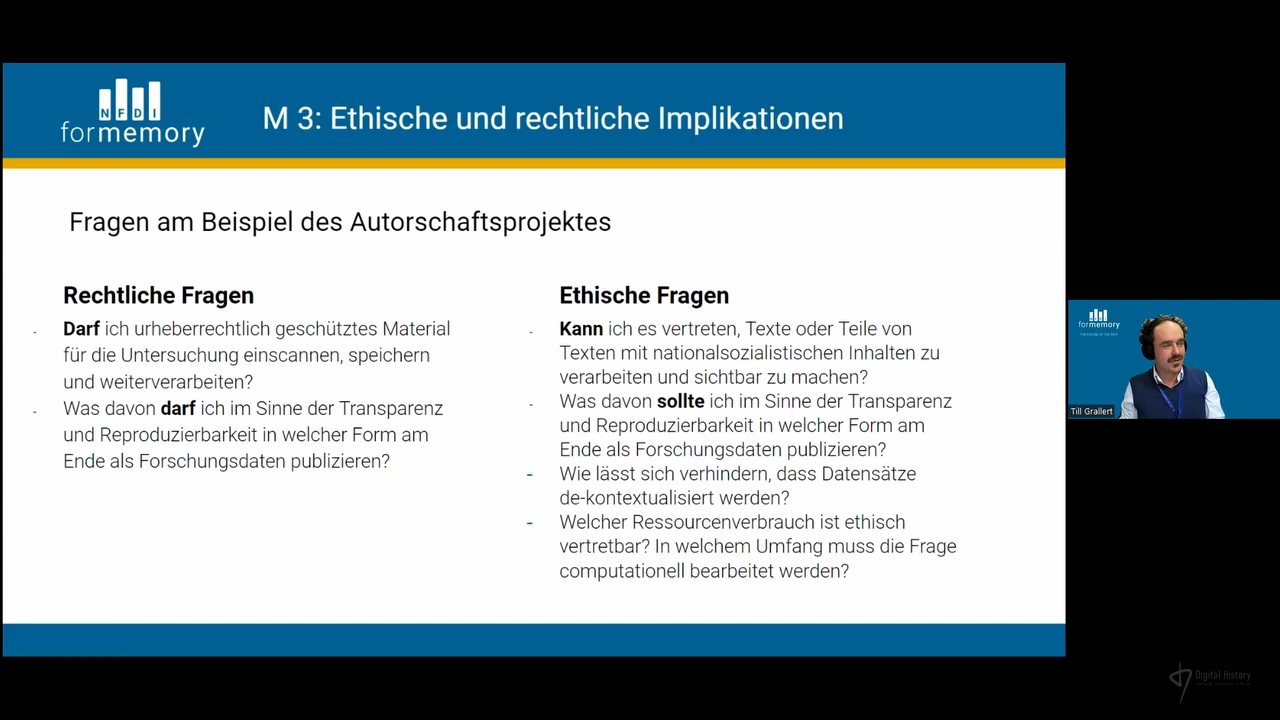 NFDI
formemory
M 3: Ethische und rechtliche Implikationen
Fragen am Beispiel des Autorschaftsprojektes
Rechtliche Fragen
- Darf ich urheberrechtlich geschütztes Material
für die Untersuchung einscannen, speichern
und weiterverarbeiten?
- Was davon darf ich im Sinne der Transparenz
und Reproduzierbarkeit in welcher Form am
Ende als Forschungsdaten publizieren?
Ethische Fragen
- Kann ich es vertreten, Texte oder Teile von
Texten mit nationalsozialistischen Inhalten zu
verarbeiten und sichtbar zu machen?
- Was davon sollte ich im Sinne der Transparenz
und Reproduzierbarkeit in welcher Form am
Ende als Forschungsdaten publizieren?
- Wie lässt sich verhindern, dass Datensätze
de-kontextualisiert werden?
- Welcher Ressourcenverbrauch ist ethisch
vertretbar? In welchem Umfang muss die Frage
computationell bearbeitet werden?
formemory
Till Grallert
Digital History